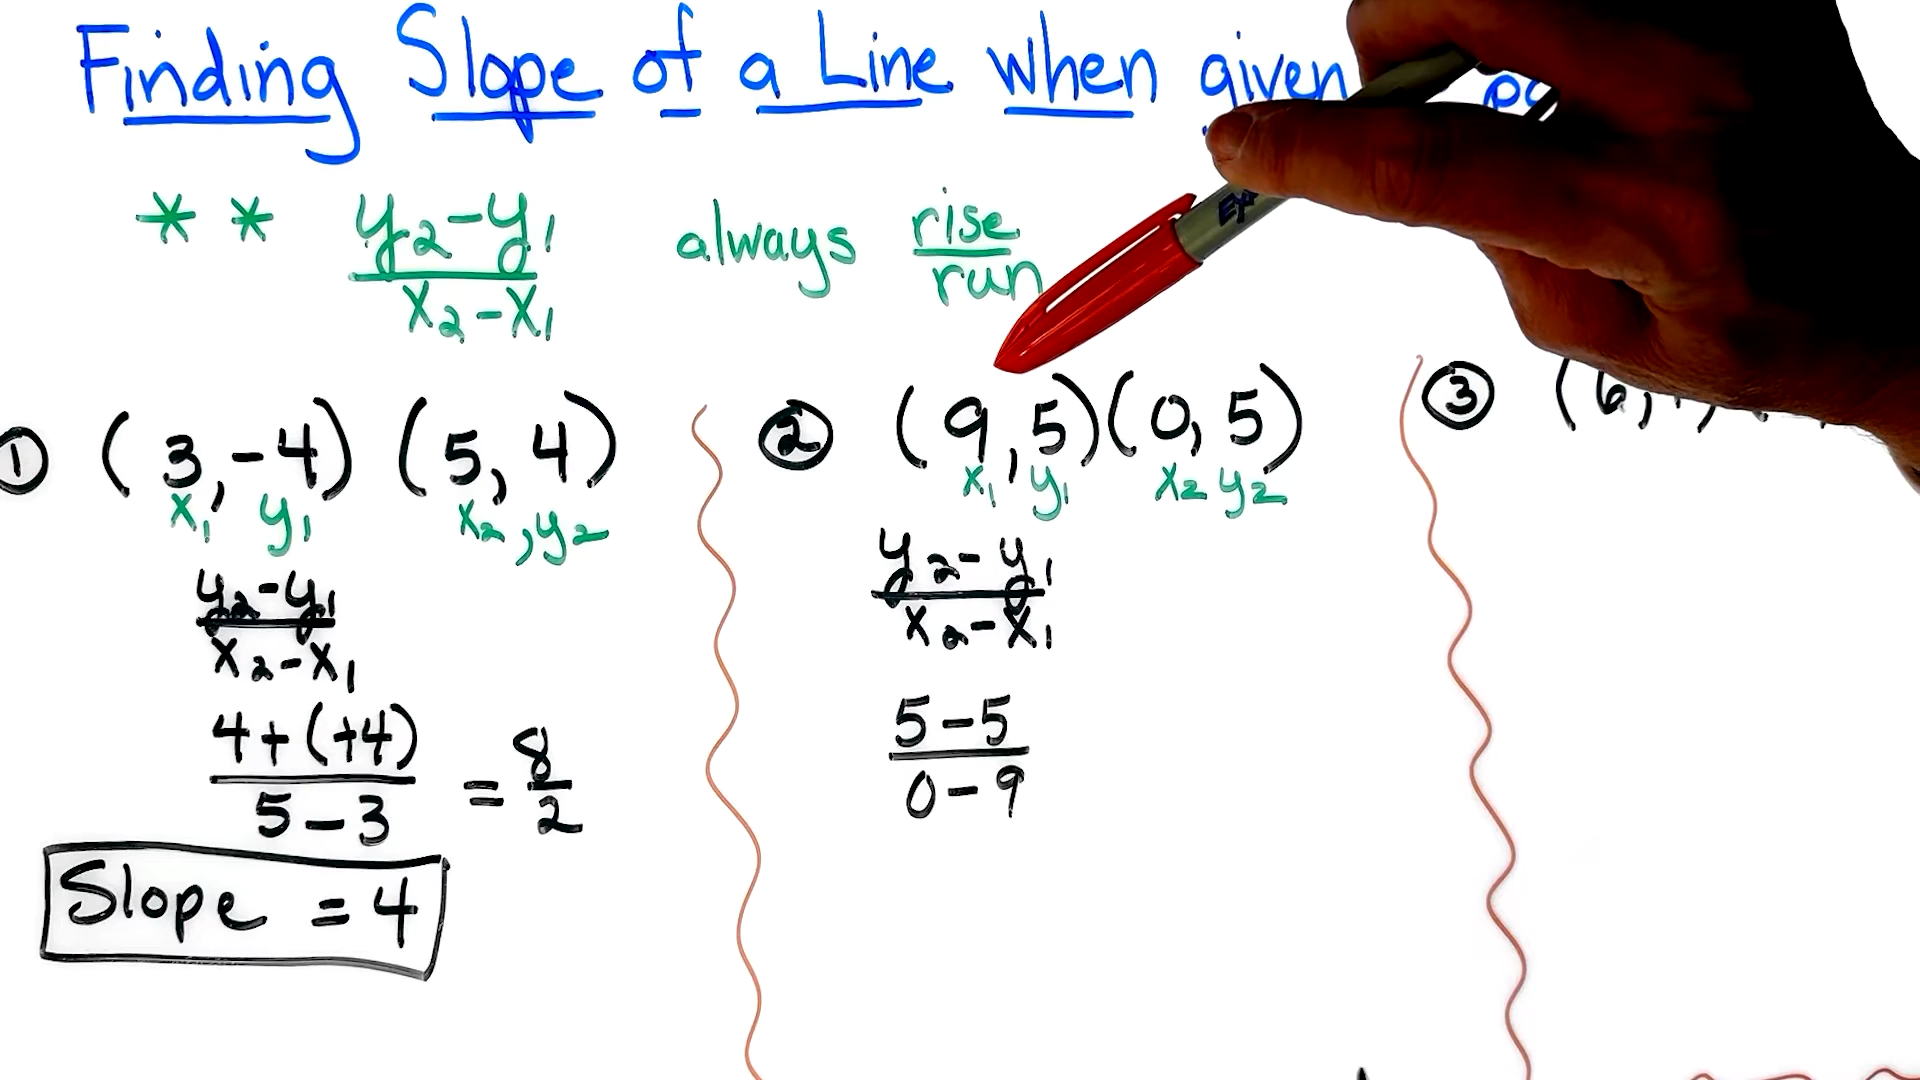 Finding Slope of a Line when given
* * y₂-y₁ always rise
x₂-x₁ run
① (3,-4) (5,4)
x₁ y₁ x₂,y₂
y₂-y₁
x₂-x₁
4+(+4) = 8
5-3 2
Slope = 4
② (9,5)(0,5)
x₁ y₁ x₂ y₂
y₂-y₁
x₂-x₁
5-5
0-9
③ (6,